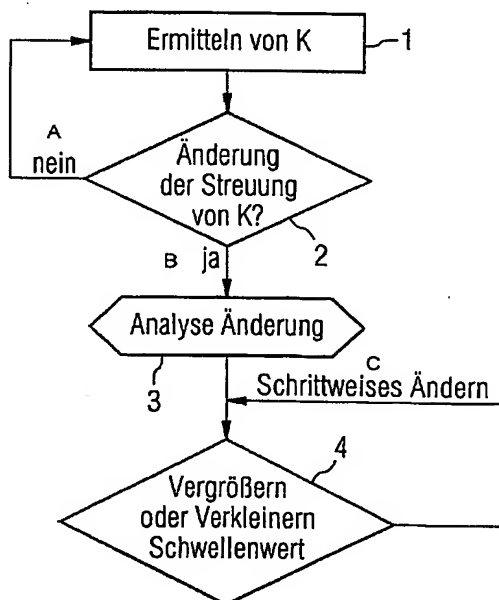 Ermitteln von K
1
A
nein
Änderung
der Streuung
von K?
2
B ja
Analyse Änderung
3
C
Schrittweises Ändern
4
Vergrößern
oder Verkleinern
Schwellenwert